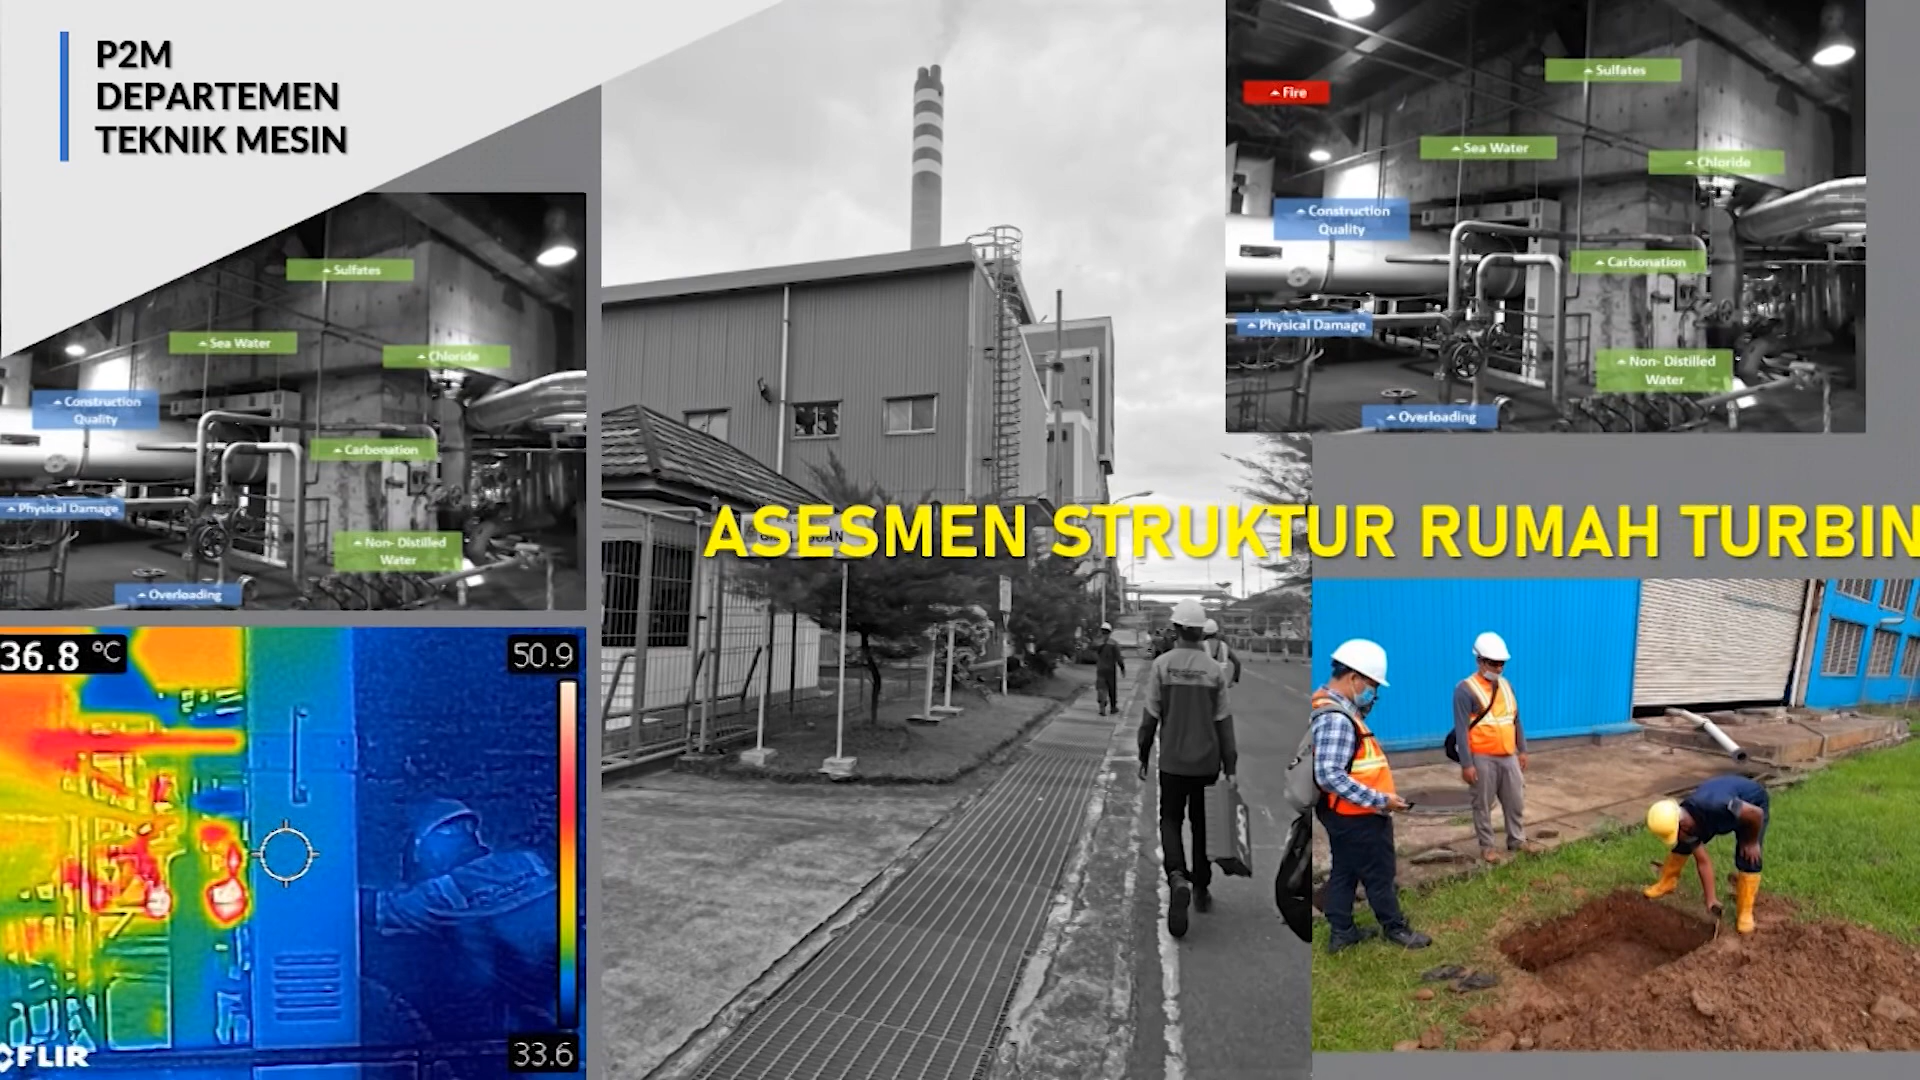 P2M
DEPARTEMEN
TEKNIK MESIN
Sulfates
Sea Water
Chloride
Construction
Quality
Carbonation
Physical Damage
Non- Distilled
Water
Overloading
Fire
Sulfates
Sea Water
Chloride
Construction
Quality
Carbonation
Physical Damage
Non- Distilled
Water
Overloading
ASESMEN STRUKTUR RUMAH TURBIN
36.8 °C
50.9
33.6
FLIR